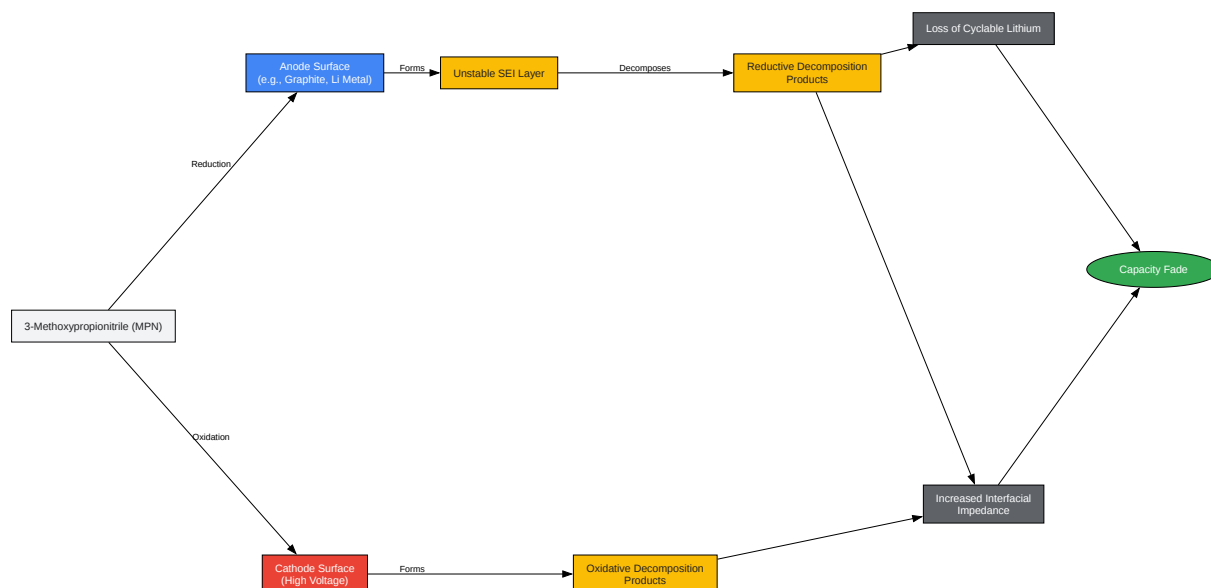 Loss of Cyclable Lithium
Anode Surface
(e.g., Graphite, Li Metal)
Forms
Unstable SEI Layer
Decomposes
Reductive Decomposition
Products
Reduction
Capacity Fade
3-Methoxypropionitrile (MPN)
Oxidation
Increased Interfacial
Impedance
Cathode Surface
(High Voltage)
Forms
Oxidative Decomposition
Products